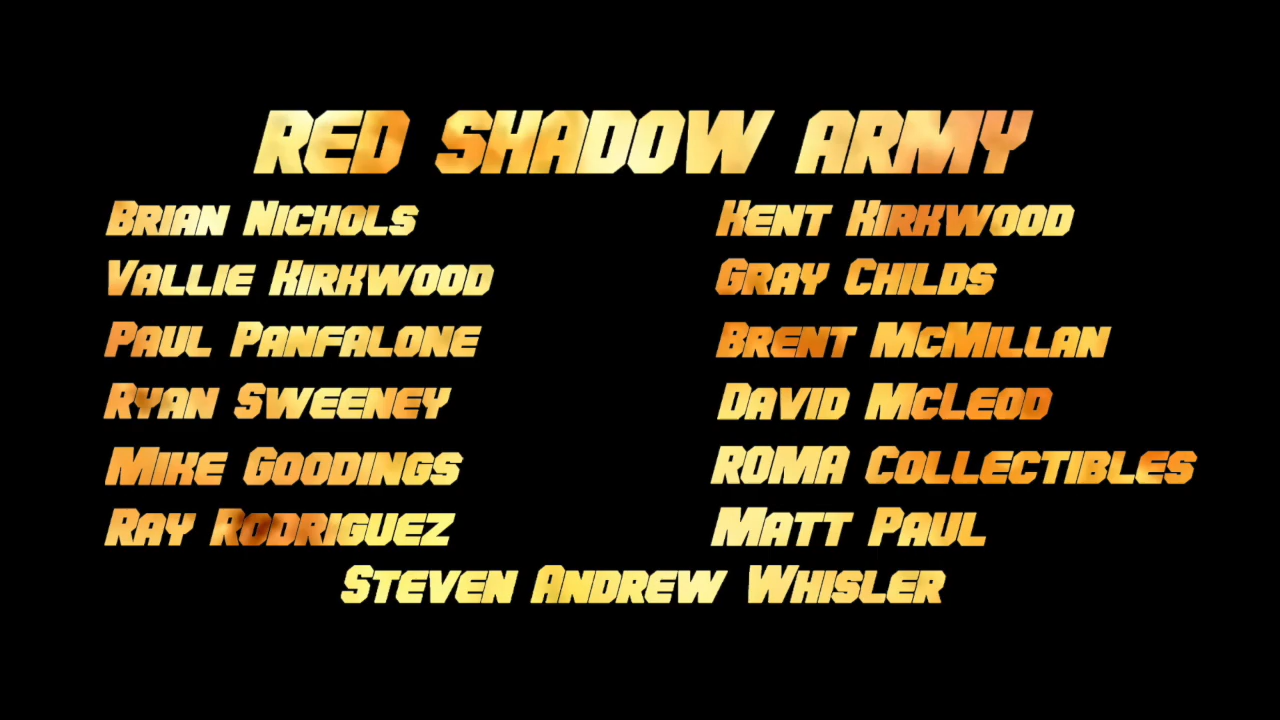 RED SHADOW ARMY
Brian Nichols
Kent Kirkwood
Vallie Kirkwood
Gray Childs
Paul Panfalone
Brent McMillan
Ryan Sweeney
David McLeod
Mike Goodings
ROMA Collectibles
Ray Rodriguez
Matt Paul
Steven Andrew Whisler